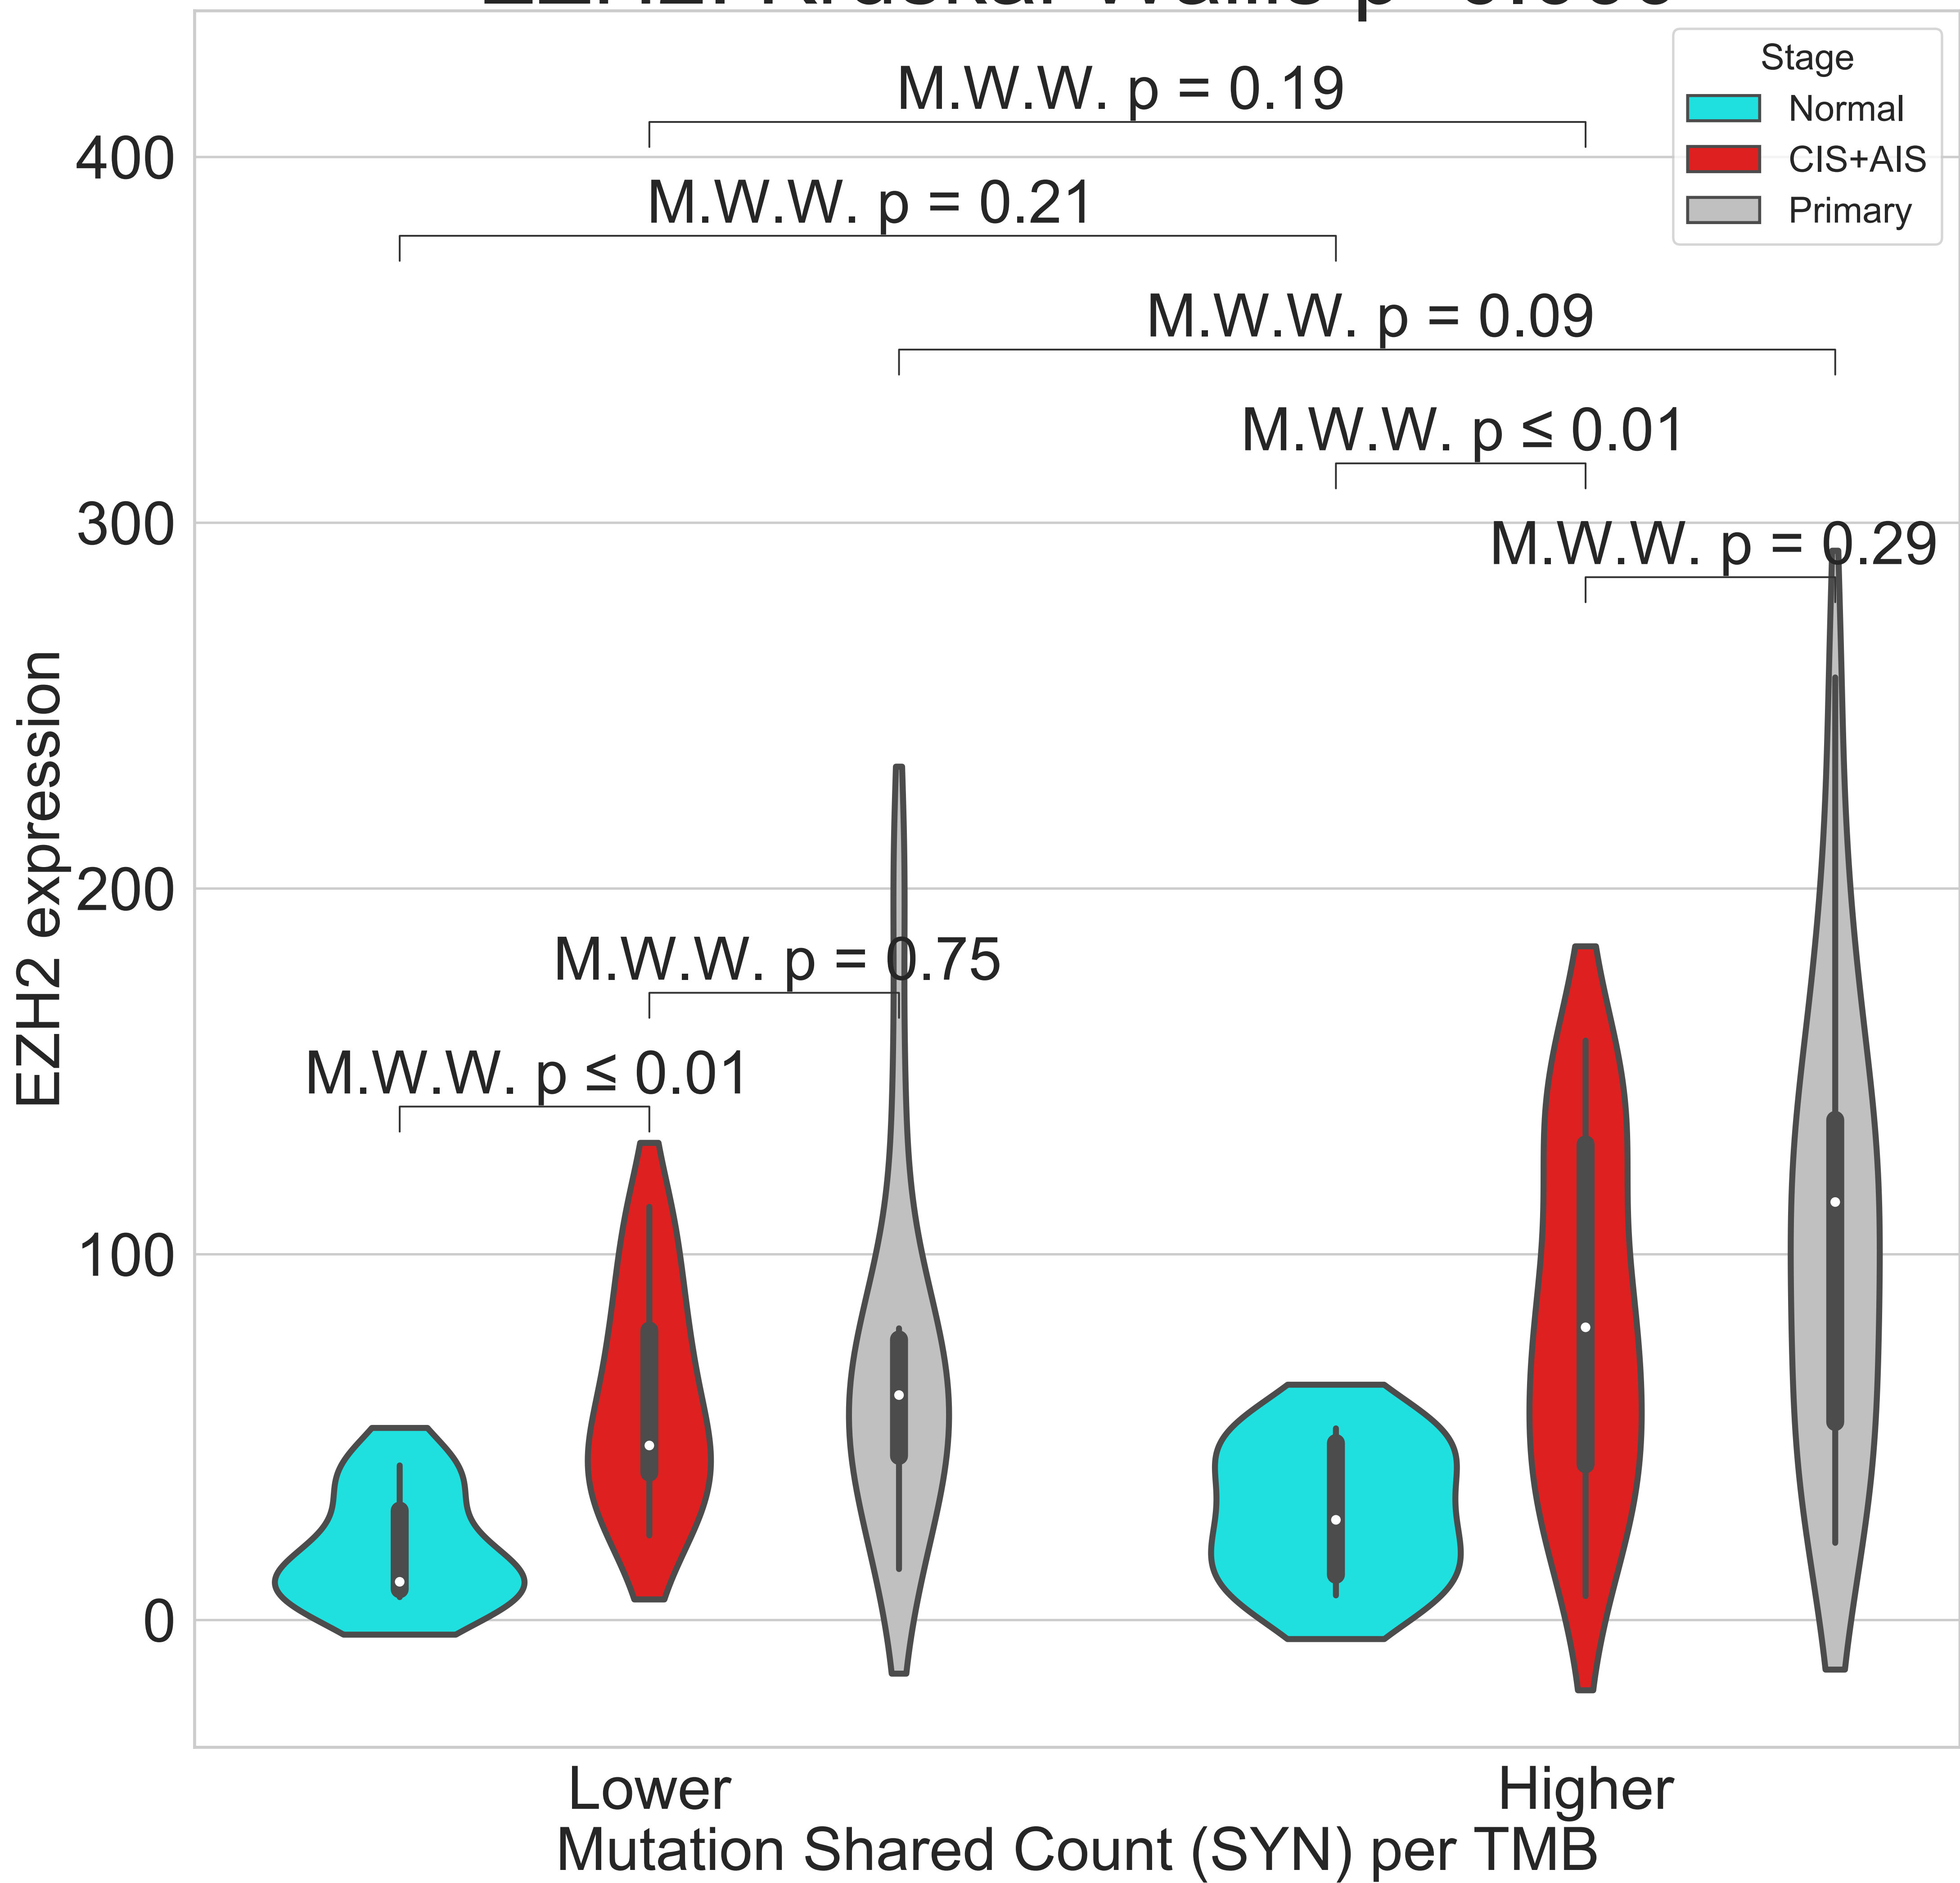 M.W.W. p = 0.19
Stage
Normal
CIS+AIS
Primary
400
M.W.W. p = 0.21
M.W.W. p = 0.09
M.W.W. p ≤ 0.01
300
M.W.W. p = 0.29
EZH2 expression
200
M.W.W. p = 0.75
M.W.W. p ≤ 0.01
100
0
Lower
Higher
Mutation Shared Count (SYN) per TMB